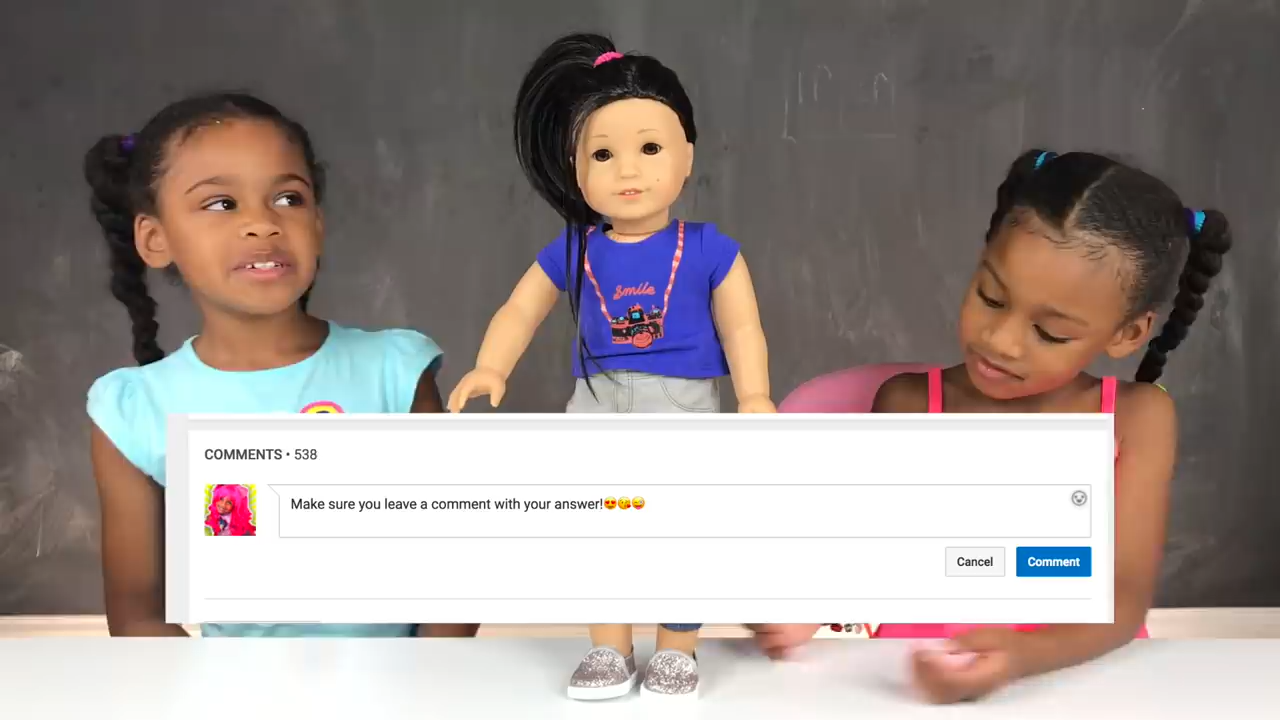 Smile
COMMENTS • 538
Make sure you leave a comment with your answer!😍😘😜
Cancel
Comment